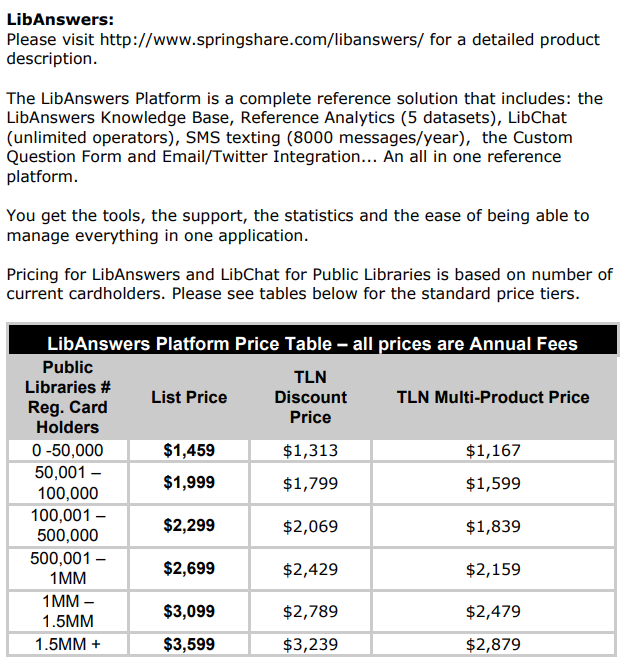 LibAnswers:
Please visit http://www.springshare.com/libanswers/ for a detailed product
description.
The LibAnswers Platform is a complete reference solution that includes: the
LibAnswers Knowledge Base, Reference Analytics (5 datasets), LibChat
(unlimited operators), SMS texting (8000 messages/year),  the Custom
Question Form and Email/Twitter Integration... An all in one reference
platform.
You get the tools, the support, the statistics and the ease of being able to
manage everything in one application.
Pricing for LibAnswers and LibChat for Public Libraries is based on number of
current cardholders. Please see tables below for the standard price tiers.
LibAnswers Platform Price Table – all prices are Annual Fees
Public
Libraries #
Reg. Card
Holders
List Price
TLN
Discount
Price
TLN Multi-Product Price
0 -50,000 $1,459 $1,313 $1,167
50,001 –
100,000 $1,999 $1,799 $1,599
100,001 –
500,000 $2,299 $2,069 $1,839
500,001 –
1MM $2,699 $2,429 $2,159
1MM –
1.5MM $3,099 $2,789 $2,479
1.5MM + $3,599 $3,239 $2,879